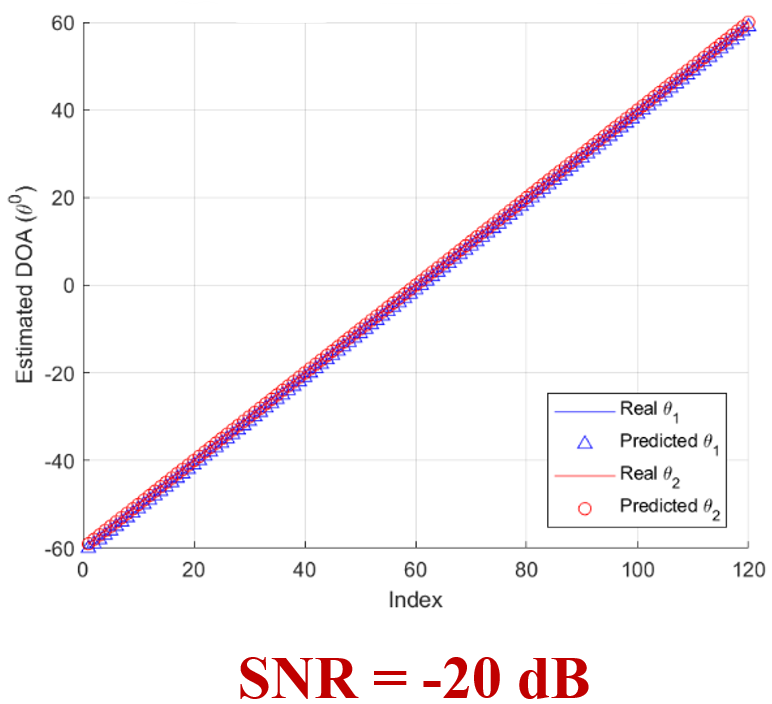 60
40
20
0
-20
-40
-60
Estimated DOA (θ⁰)
0 20 40 60 80 100 120
Index
Real θ₁
Predicted θ₁
Real θ₂
Predicted θ₂
SNR = -20 dB